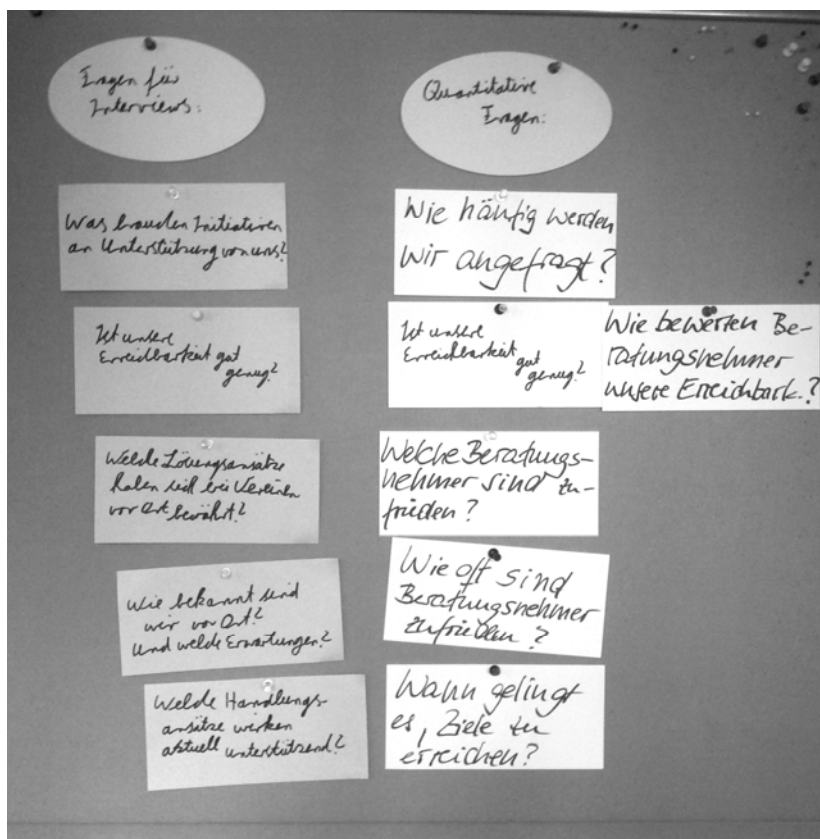 Fragen für
Interviews:
Was brauchen Initiativen
an Unterstützung von uns?
Ist unsere
Erreichbarkeit gut
genug?
Welche Lösungsansätze
haben sich bei Vereinen
vor Ort bewährt?
Wie bekannt sind
wir vor Ort?
Und welche Erwartungen?
Welche Handlungs-
ansätze wirken
aktuell unterstützend?
Quantitative
Fragen:
Wie häufig werden
wir angefragt?
Ist unsere
Erreichbarkeit gut
genug?
Wie bewerten Be-
ratungsnehmer
unsere Erreichbark.?
Welche Beratungs-
nehmer sind zu-
frieden?
Wie oft sind
Beratungsnehmer
zufrieden?
Wann gelingt
es, Ziele zu
erreichen?